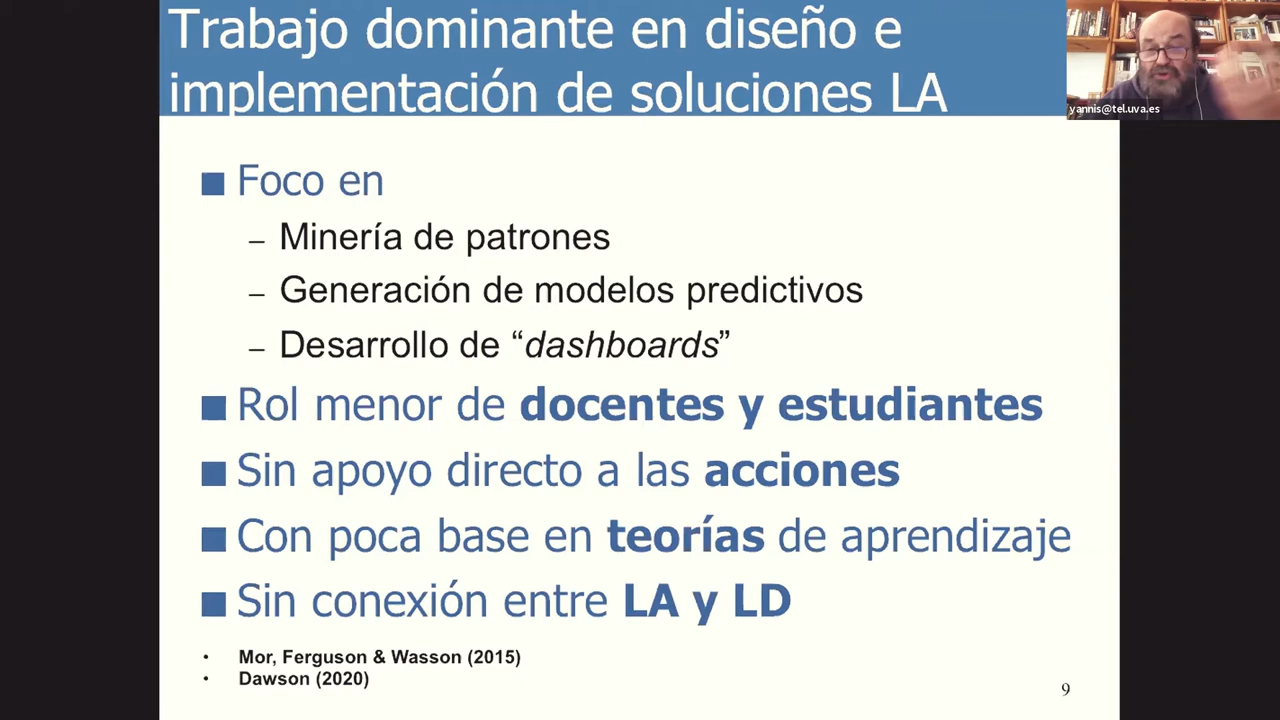 Trabajo dominante en diseño e
implementación de soluciones LA
yannis@tel.uva.es
■ Foco en
– Minería de patrones
– Generación de modelos predictivos
– Desarrollo de “dashboards”
■ Rol menor de docentes y estudiantes
■ Sin apoyo directo a las acciones
■ Con poca base en teorías de aprendizaje
■ Sin conexión entre LA y LD
• Mor, Ferguson & Wasson (2015)
• Dawson (2020)
9